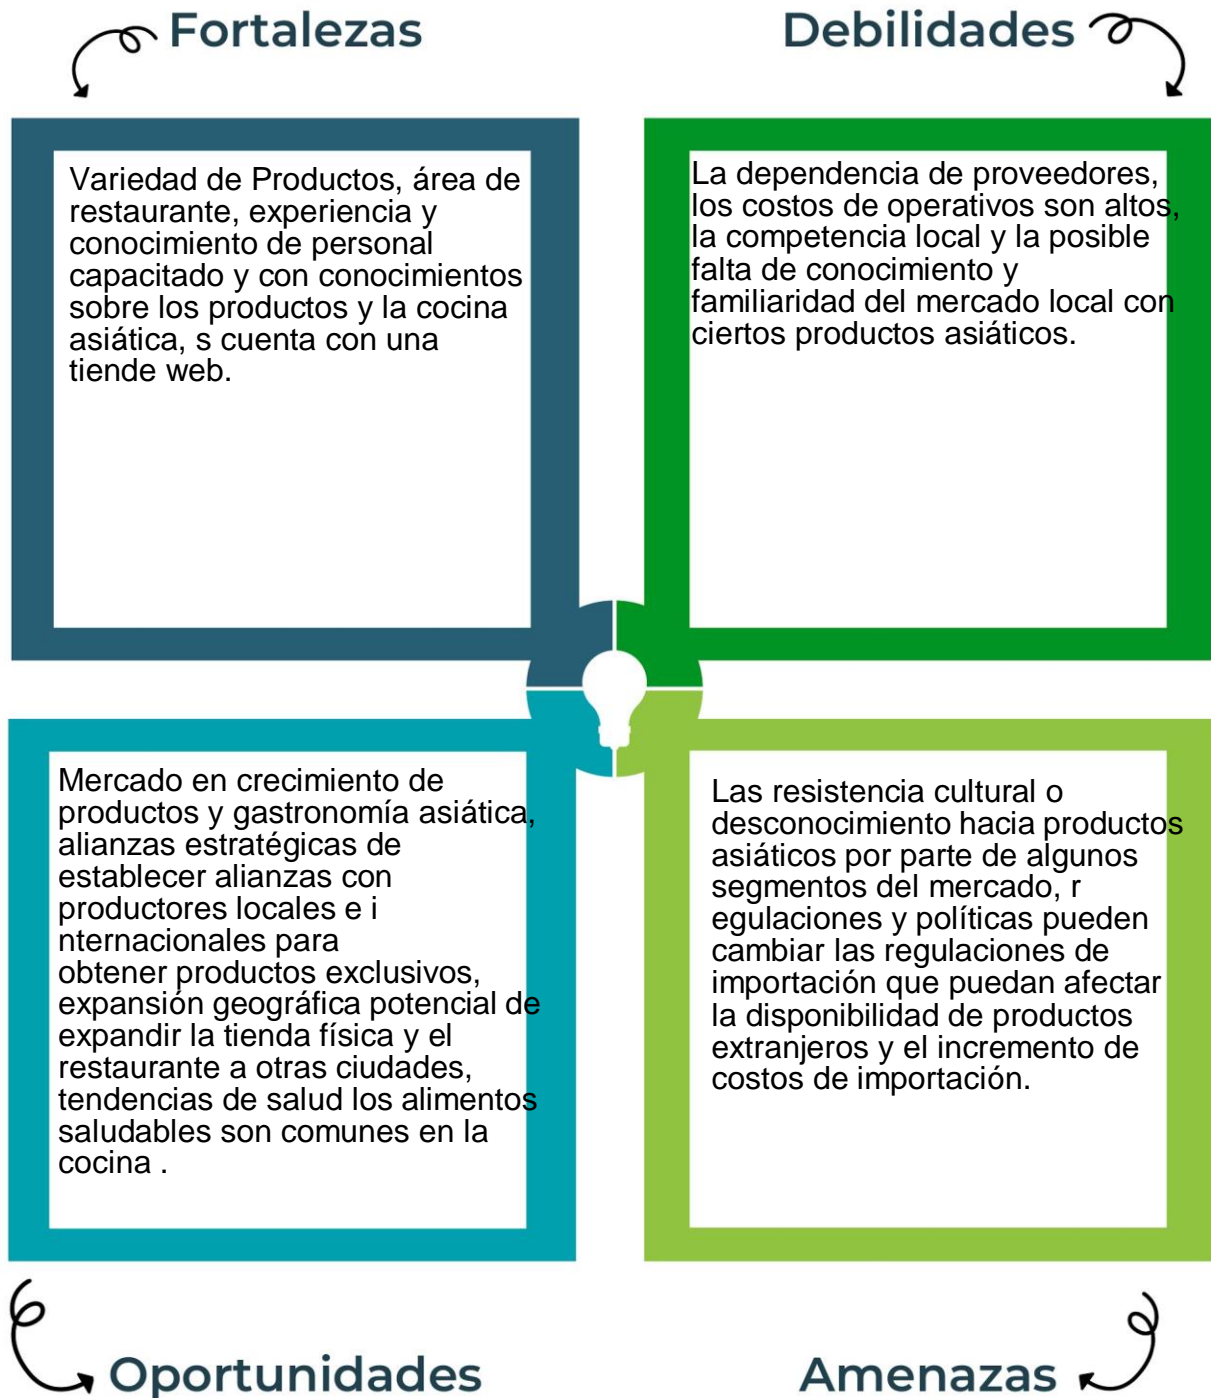 Fortalezas
Variedad de Productos, área de
restaurante, experiencia y
conocimiento de personal
capacitado y con conocimientos
sobre los productos y la cocina
asiática, s cuenta con una
tiende web.
Debilidades
La dependencia de proveedores,
los costos de operativos son altos,
la competencia local y la posible
falta de conocimiento y
familiaridad del mercado local con
ciertos productos asiáticos.
Mercado en crecimiento de
productos y gastronomía asiática,
alianzas estratégicas de
establecer alianzas con
productores locales e i
nternacionales para
obtener productos exclusivos,
expansión geográfica potencial de
expandir la tienda física y el
restaurante a otras ciudades,
tendencias de salud los alimentos
saludables son comunes en la
cocina .
Oportunidades
Las resistencia cultural o
desconocimiento hacia productos
asiáticos por parte de algunos
segmentos del mercado, r
egulaciones y políticas pueden
cambiar las regulaciones de
importación que puedan afectar
la disponibilidad de productos
extranjeros y el incremento de
costos de importación.
Amenazas